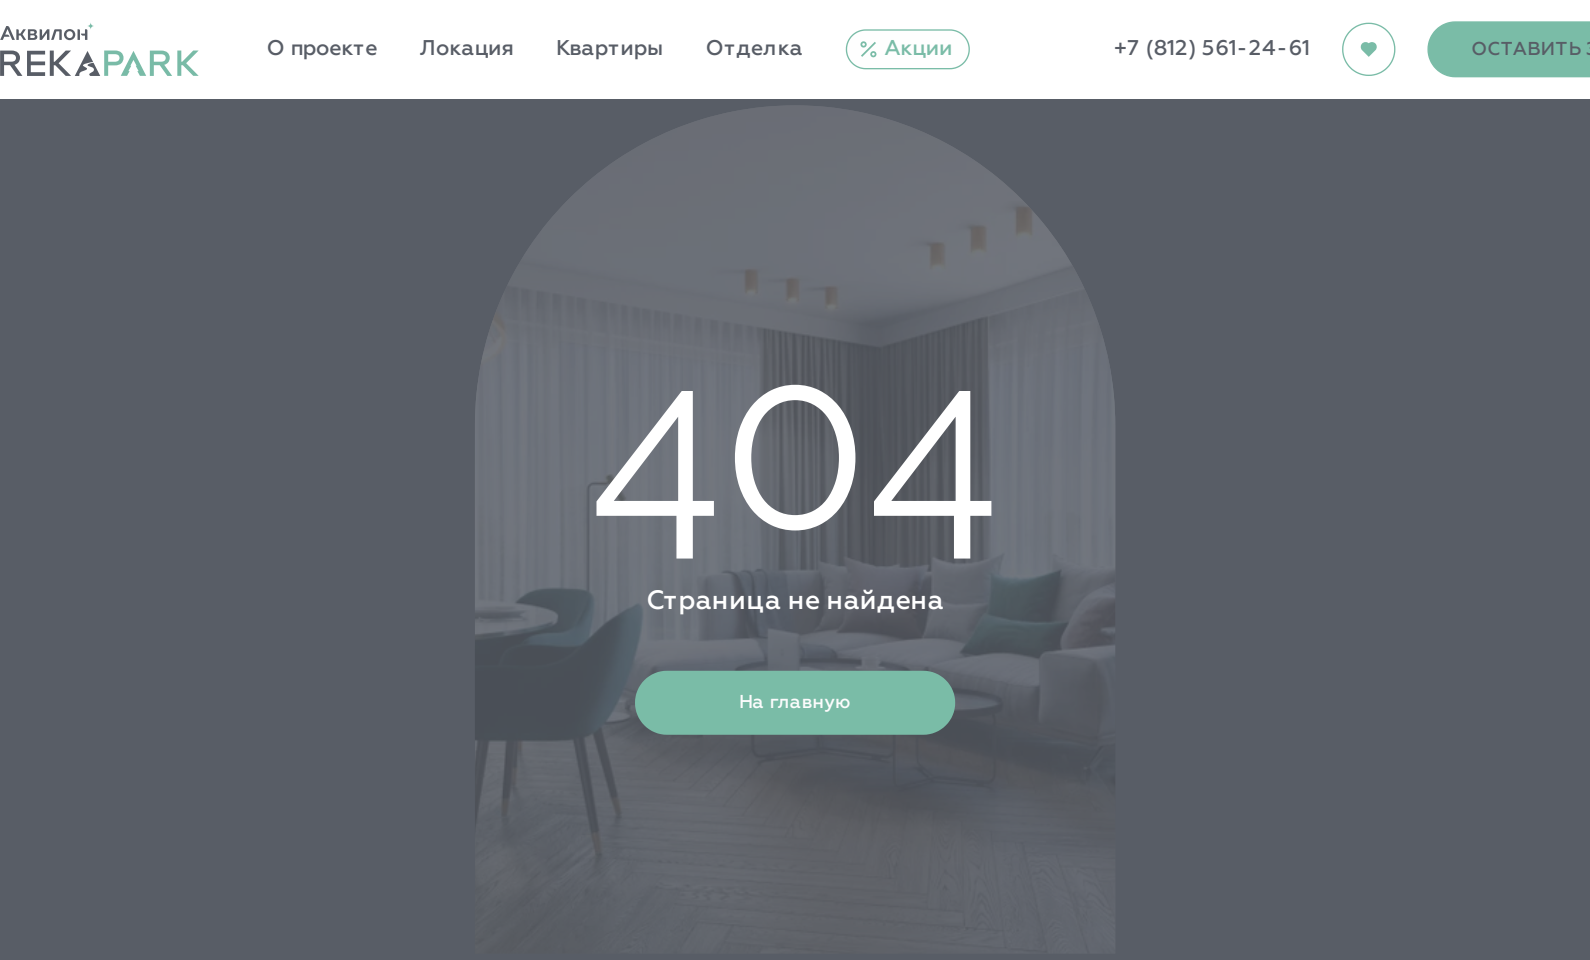 Аквилон
REKAPARK
О проекте
Локация
Квартиры
Отделка
Акции
+7 (812) 561-24-61
ОСТАВИТЬ
404
Страница не найдена
На главную